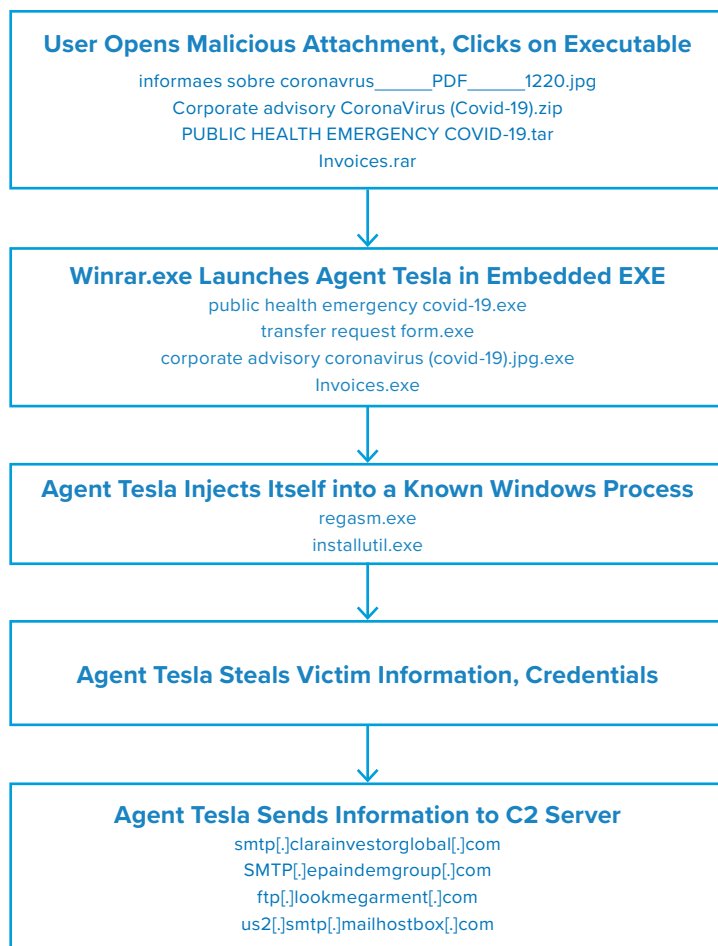 User Opens Malicious Attachment, Clicks on Executable
informaes sobre coronavrus______PDF______1220.jpg
Corporate advisory CoronaVirus (Covid-19).zip
PUBLIC HEALTH EMERGENCY COVID-19.tar
Invoices.rar
Winrar.exe Launches Agent Tesla in Embedded EXE
public health emergency covid-19.exe
transfer request form.exe
corporate advisory coronavirus (covid-19).jpg.exe
Invoices.exe
Agent Tesla Injects Itself into a Known Windows Process
regasm.exe
installutil.exe
Agent Tesla Steals Victim Information, Credentials
Agent Tesla Sends Information to C2 Server
smtp[.]clarainvestorglobal[.]com
SMTP[.]epaindemgroup[.]com
ftp[.]lookmegarment[.]com
us2[.]smtp[.]mailhostbox[.]com